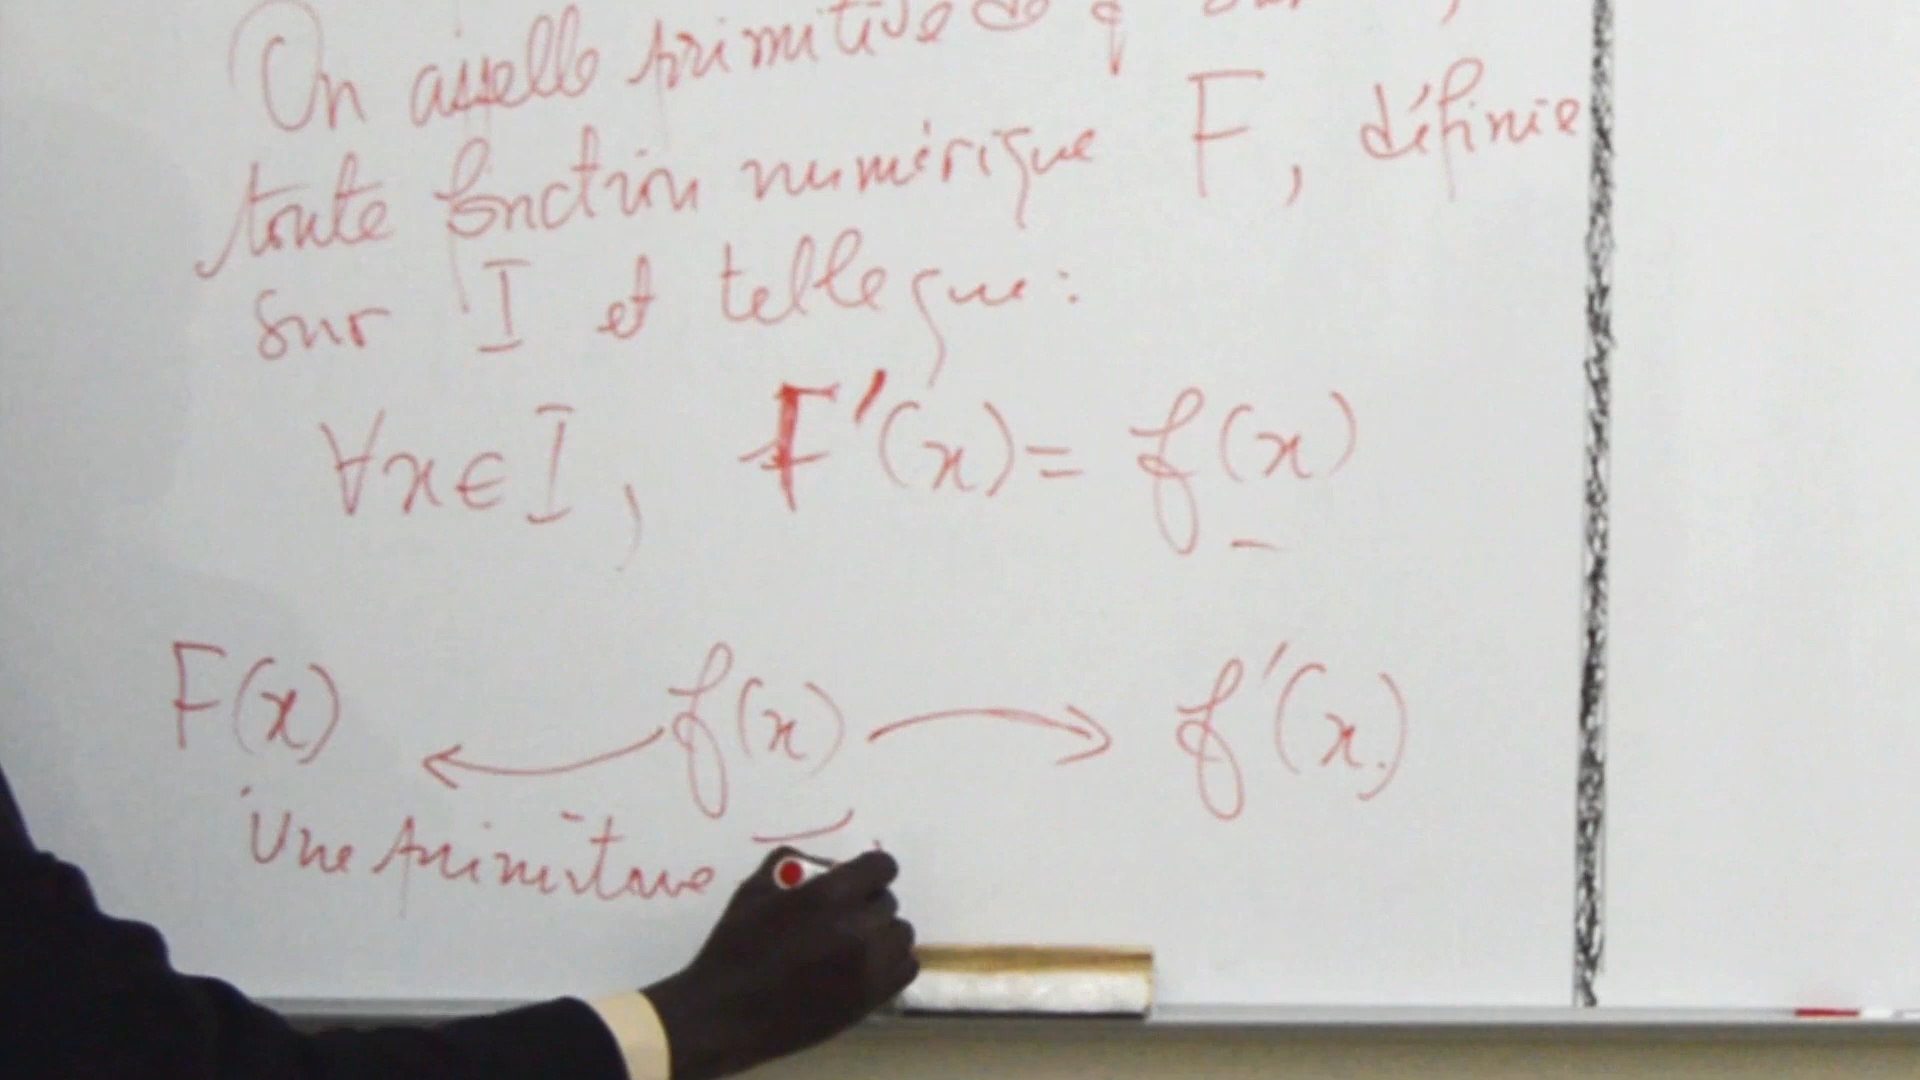 On appelle primitive de f sur I,
toute fonction numérique F, définie
sur I et telle que :
∀x∈I, F'(x) = f(x)
F(x) ← f(x) → f'(x)
Une primitive